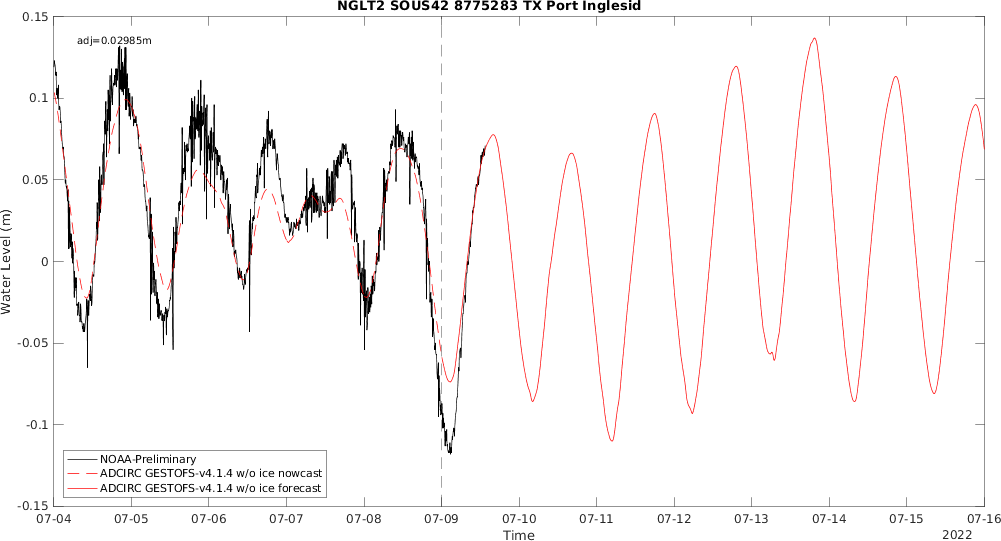 NGLT2 SOUS42 8775283 TX Port Inglesid
adj=0.02985m
0.15
0.1
0.05
0
-0.05
-0.1
-0.15
Water Level (m)
NOAA-Preliminary
ADCIRC GESTOFS-v4.1.4 w/o ice nowcast
ADCIRC GESTOFS-v4.1.4 w/o ice forecast
07-04 07-05 07-06 07-07 07-08 07-09 07-10 07-11 07-12 07-13 07-14 07-15 07-16
Time
2022